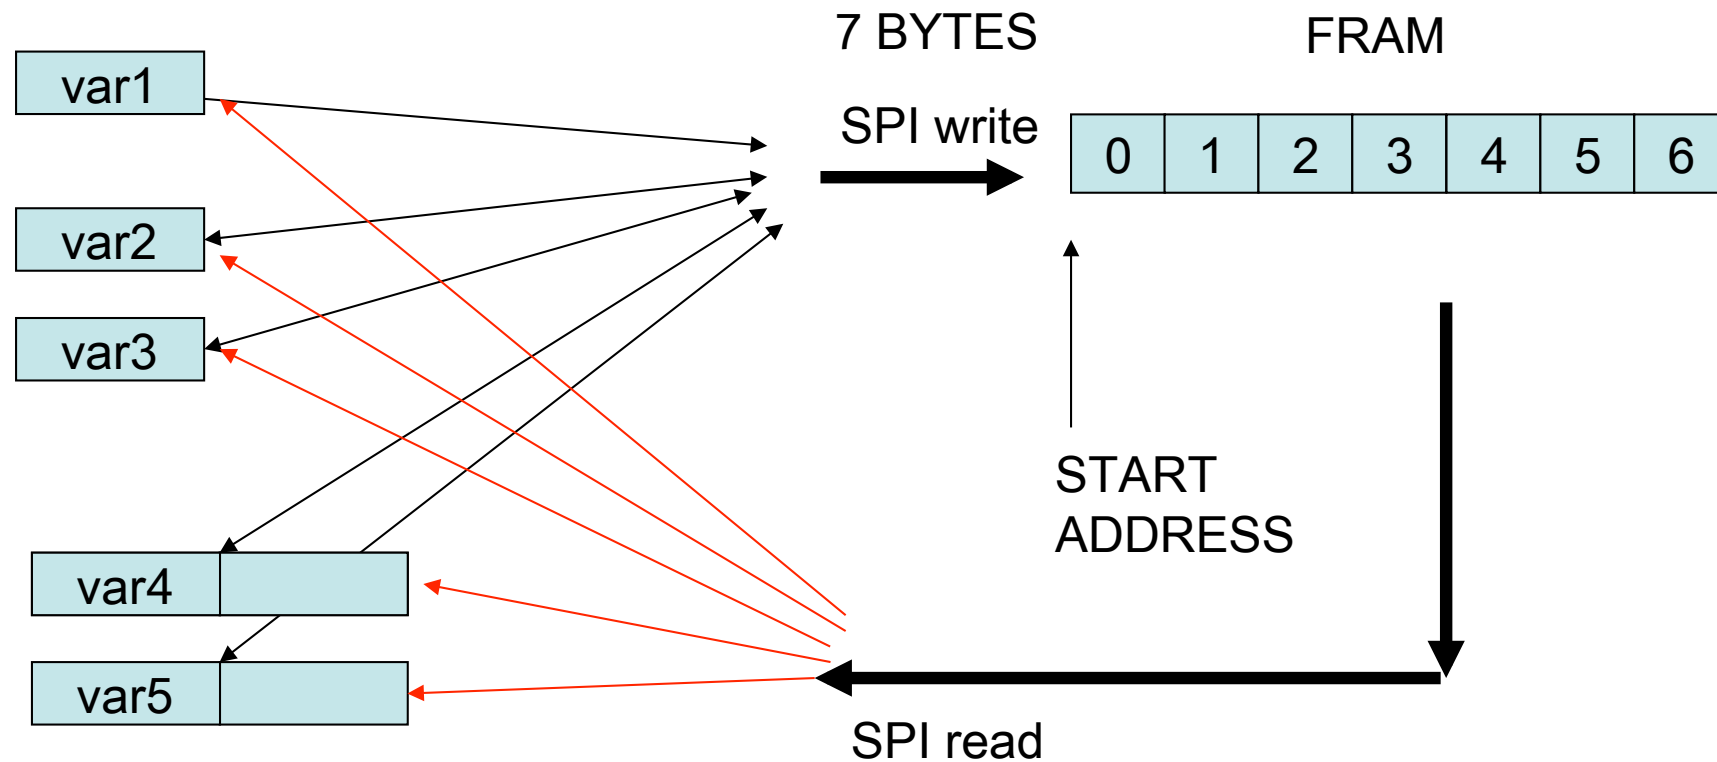 7 BYTES
FRAM
var1
SPI write
0 1 2 3 4 5 6
var2
var3
START
ADDRESS
var4
var5
SPI read